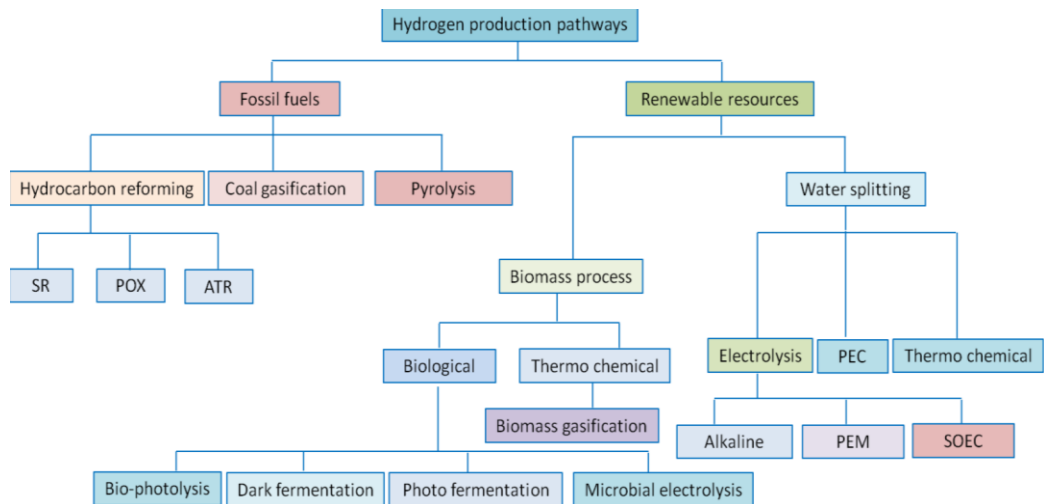 Hydrogen production pathways
Fossil fuels
Renewable resources
Hydrocarbon reforming
Coal gasification
Pyrolysis
Water splitting
SR
POX
ATR
Biomass process
Biological
Thermo chemical
Electrolysis
PEC
Thermo chemical
Biomass gasification
Alkaline
PEM
SOEC
Bio-photolysis
Dark fermentation
Photo fermentation
Microbial electrolysis